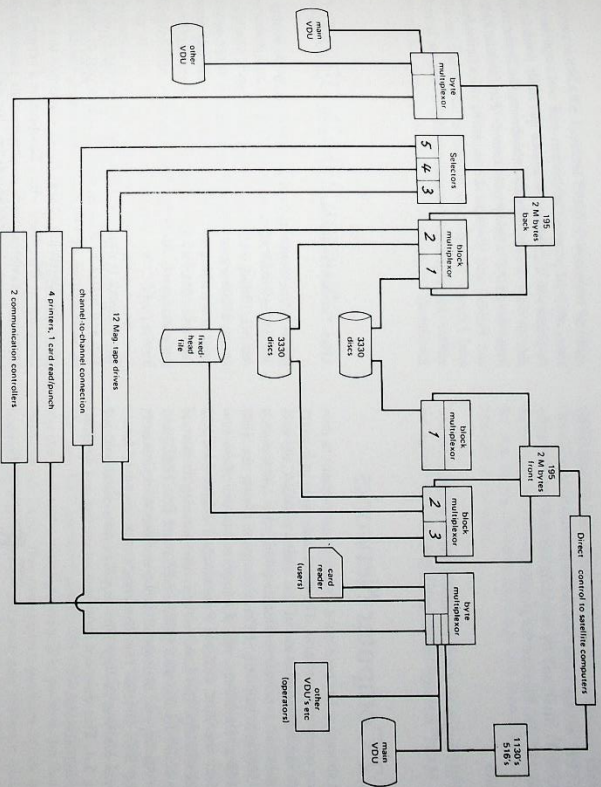 Direct control to satellite computers
195
2 M bytes
back
195
2 M bytes
front
1130's
516's
byte
multiplexor
Selectors
5 4 3
block
multiplexor
2 1
block
multiplexor
1
block
multiplexor
2 3
byte
multiplexor
main
VDU
other
VDU
3330
discs
3330
discs
fixed-
head
file
card
reader
(users)
other
VDU's etc
(operators)
main
VDU
12 Mag. tape drives
channel-to-channel connection
4 printers, 1 card read/punch
2 communication controllers